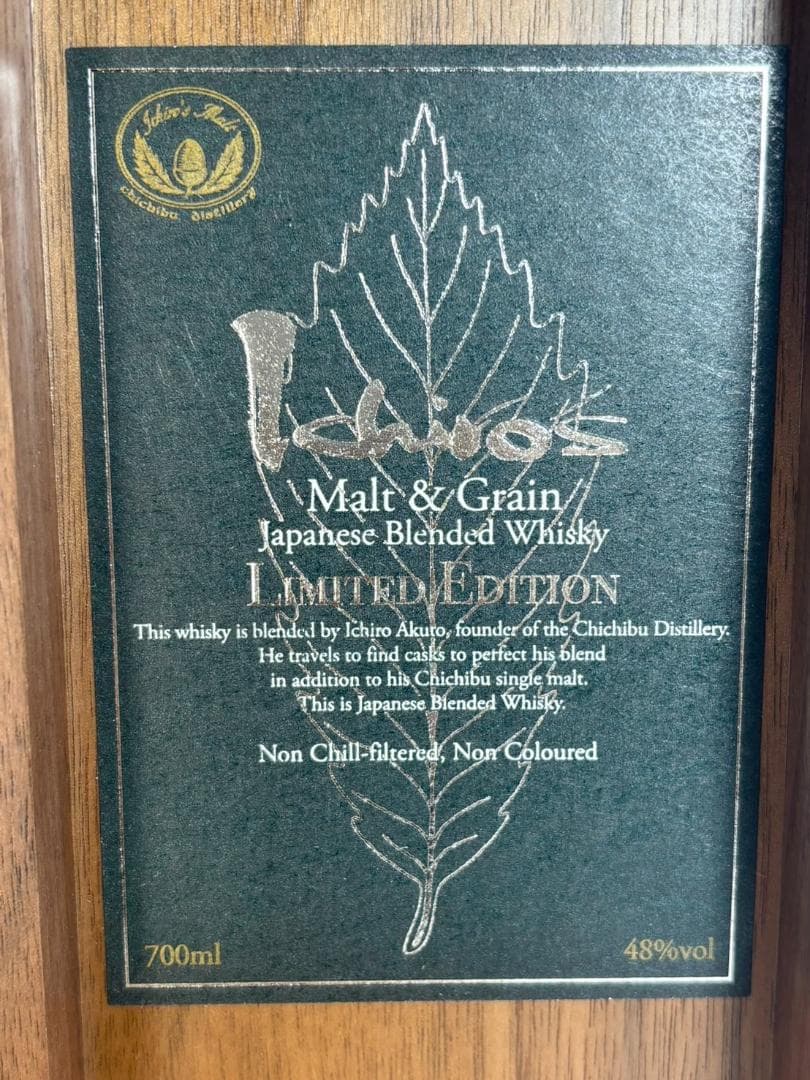 Ichiro's Malt
chichibu distillery
Ichiro's
Malt & Grain
Japanese Blended Whisky
LIMITED EDITION
This whisky is blended by Ichiro Akuto, founder of the Chichibu Distillery.
He travels to find casks to perfect his blend
in addition to his Chichibu single malt.
This is Japanese Blended Whisky.
Non Chill-filtered, Non Coloured
700ml
48%vol